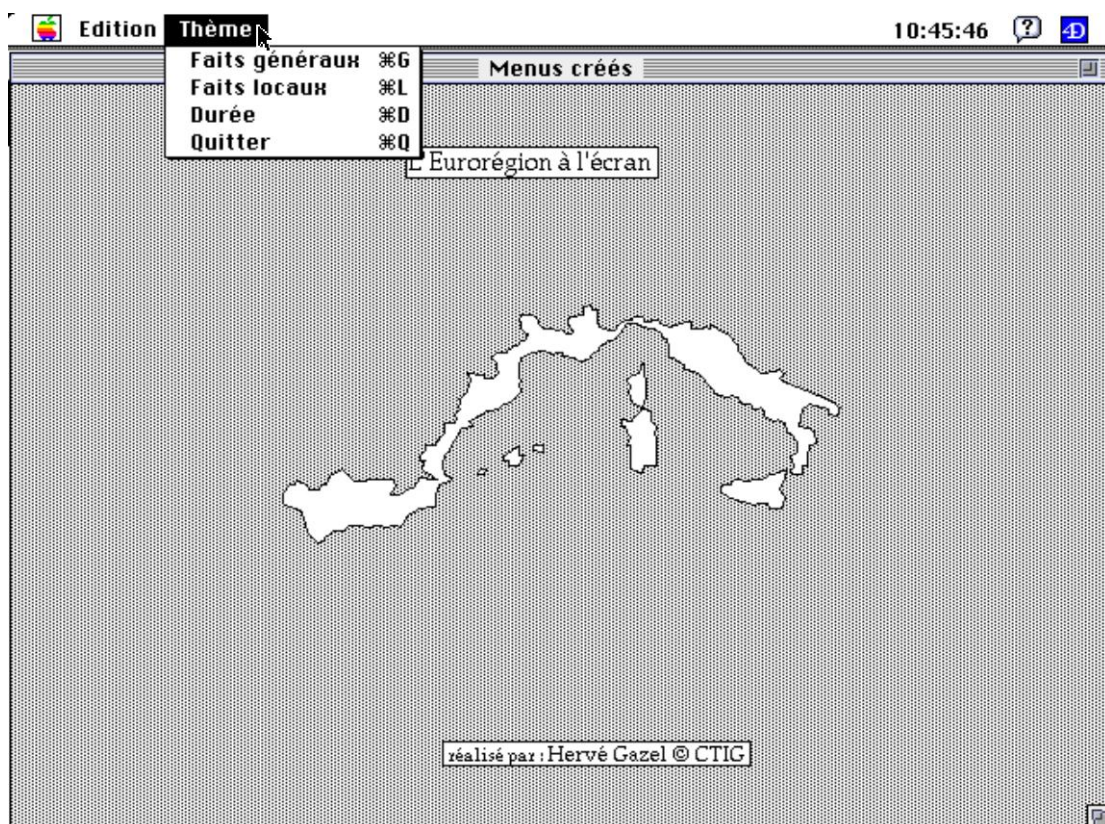 Edition Thème 10:45:46 ? 4D
Menus créés
Faits généraux ⌘G
Faits locaux ⌘L
Durée ⌘D
Quitter ⌘Q
L'Eurorégion à l'écran
réalisé par : Hervé Gazel © CTIG